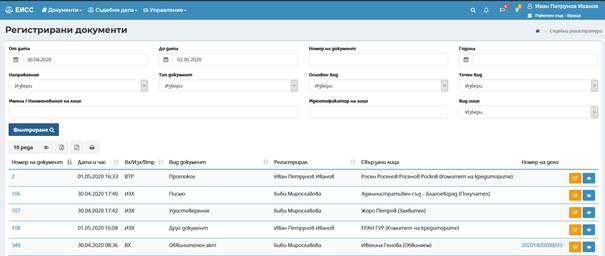 ЕИСС Документи Съдебни дела Управление Иван Петрунов Иванов
Районен съд - Враца
Регистрирани документи
Съдебна регистратура
От дата До дата Номер на документ Година
30.04.2020 02.05.2020
Направление Тип документ Основен вид Точен вид
Избери Избери Избери Избери
Имена / Наименование на лице Идентификатор на лице Вид лице
Избери
Филтриране
10 реда
Номер на документ Дата и час Вх/Изх/Втр Вид документ Регистрирал Свързани лица Номер на дело
2 01.05.2020 16:33 ВТР Протокол Иван Петрунов Иванов Росен Росенов Росенов Росков (Комитет на кредиторите)
106 30.04.2020 17:40 ИЗХ Писмо Биби Мирославова Административен съд - Благоевград (Получател)
107 30.04.2020 17:42 ИЗХ Удостоверение Биби Мирославова Жоро Петров (Заявител)
108 01.05.2020 16:08 ИЗХ Друг документ Биби Мирославова ЕРАН ГУР (Комитет на кредиторите)
349 30.04.2020 08:36 ВХ Обвинителен акт Биби Мирославова Ивелина Генова (Обвиняем) 20201420200093